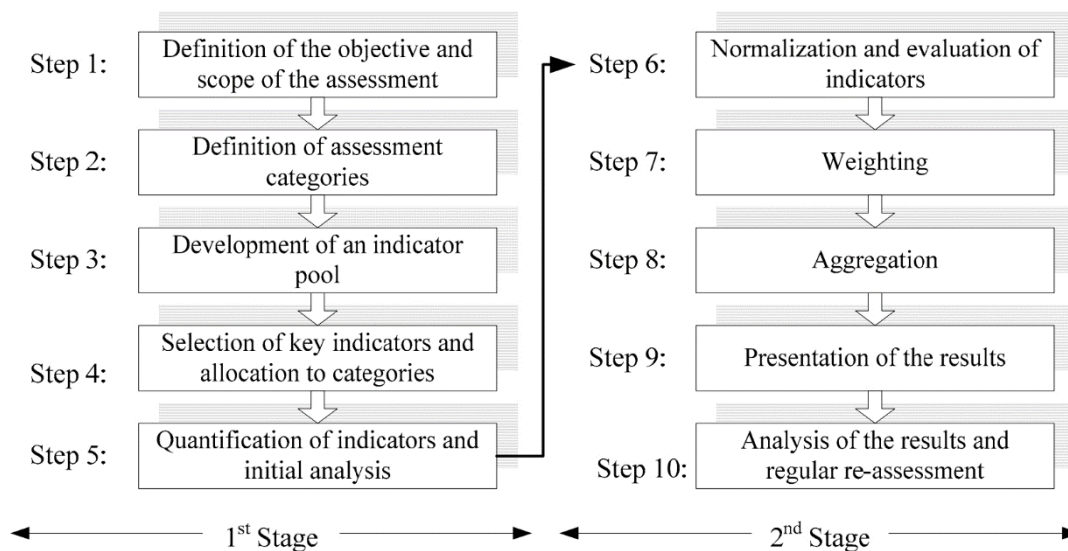 Step 1:
Definition of the objective and
scope of the assessment
Step 2:
Definition of assessment
categories
Step 3:
Development of an indicator
pool
Step 4:
Selection of key indicators and
allocation to categories
Step 5:
Quantification of indicators and
initial analysis
1st Stage
Step 6:
Normalization and evaluation of
indicators
Step 7:
Weighting
Step 8:
Aggregation
Step 9:
Presentation of the results
Step 10:
Analysis of the results and
regular re-assessment
2nd Stage